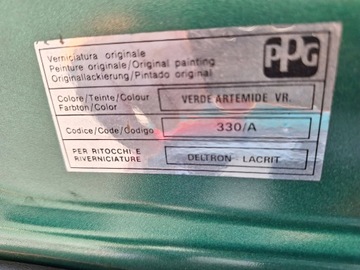 Verniciatura originale
Peinture originale/Original painting
Originallackierung/Pintado original
PPG
Colore/Teinte/Colour
Farbton/Color
VERDE ARTEMIDE VR.
Codice/Code/Código
330/A
PER RITOCCHI E
RIVERNICIATURE
DELTRON - LACRIT